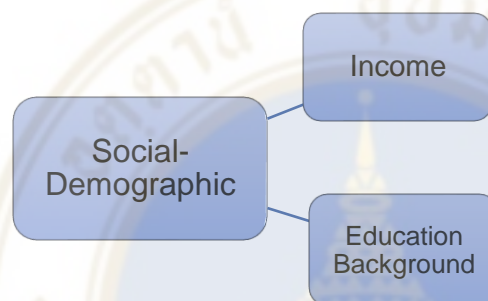 Income
Social-
Demographic
Education
Background